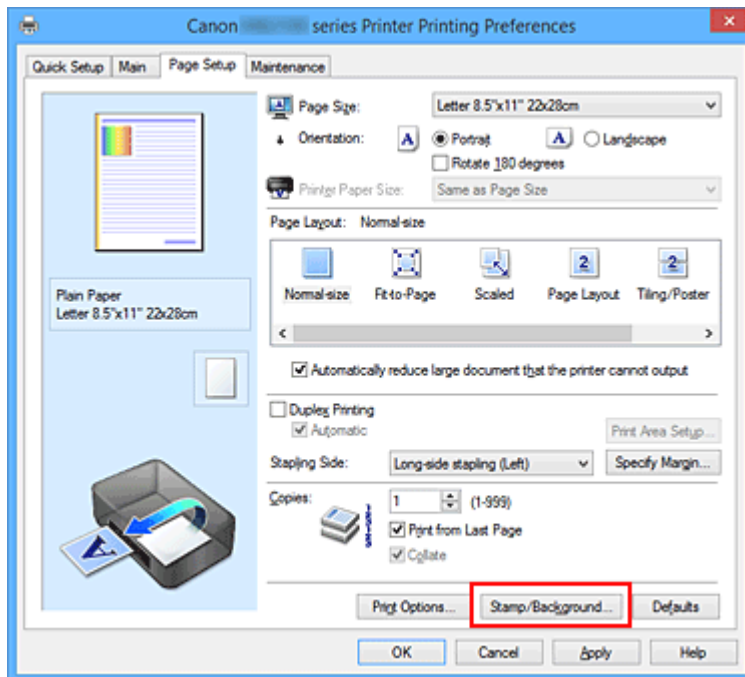 Canon series Printer Printing Preferences
Quick Setup Main Page Setup Maintenance
Page Size: Letter 8.5"x11" 22x28cm
Orientation: A Portrait A Landscape
Rotate 180 degrees
Printer Paper Size: Same as Page Size
Page Layout: Normal-size
2 2
Normal-size Fit-to-Page Scaled Page Layout Tiling/Poster
Plain Paper
Letter 8.5"x11" 22x28cm
Automatically reduce large document that the printer cannot output
Duplex Printing
Automatic
Print Area Setup...
Stapling Side: Long-side stapling (Left) Specify Margin...
Copies: 1 (1-999)
Print from Last Page
Collate
A
Print Options... Stamp/Background... Defaults
OK Cancel Apply Help